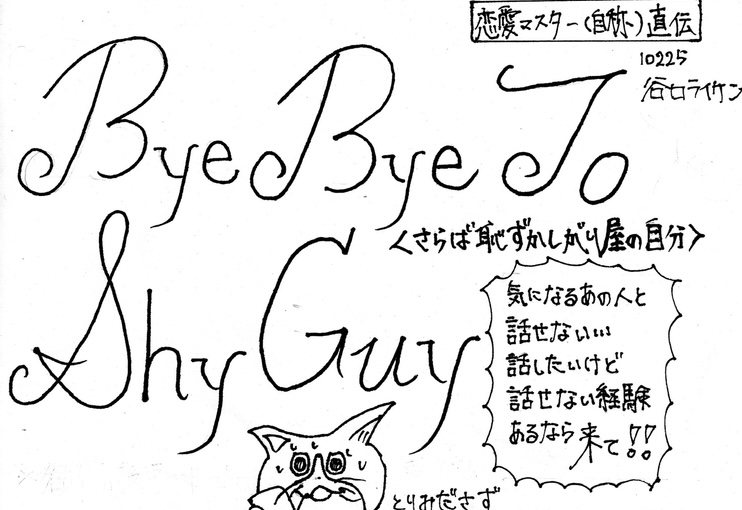 恋愛マスター(自称)直伝
10225
谷口ライケン
Bye Bye To
Shy Guy
<さらば恥ずかしがり屋の自分>
気になるあの人と
話せない…
話したいけど
話せない経験
あるなら来て!!
とりみださず